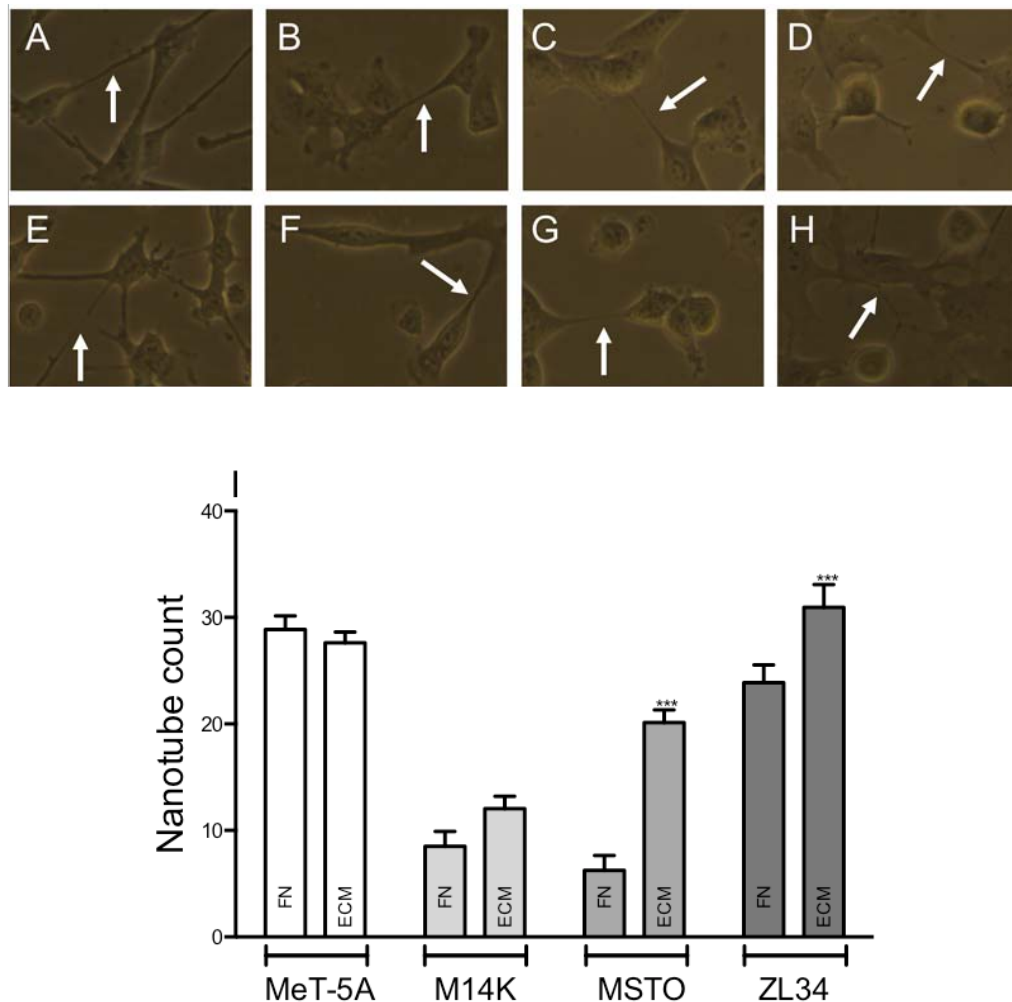 A B C D
E F G H
40
30
20
10
0
Nanotube count
FN
ECM
FN
ECM
***
FN
ECM
***
FN
ECM
MeT-5A M14K MSTO ZL34